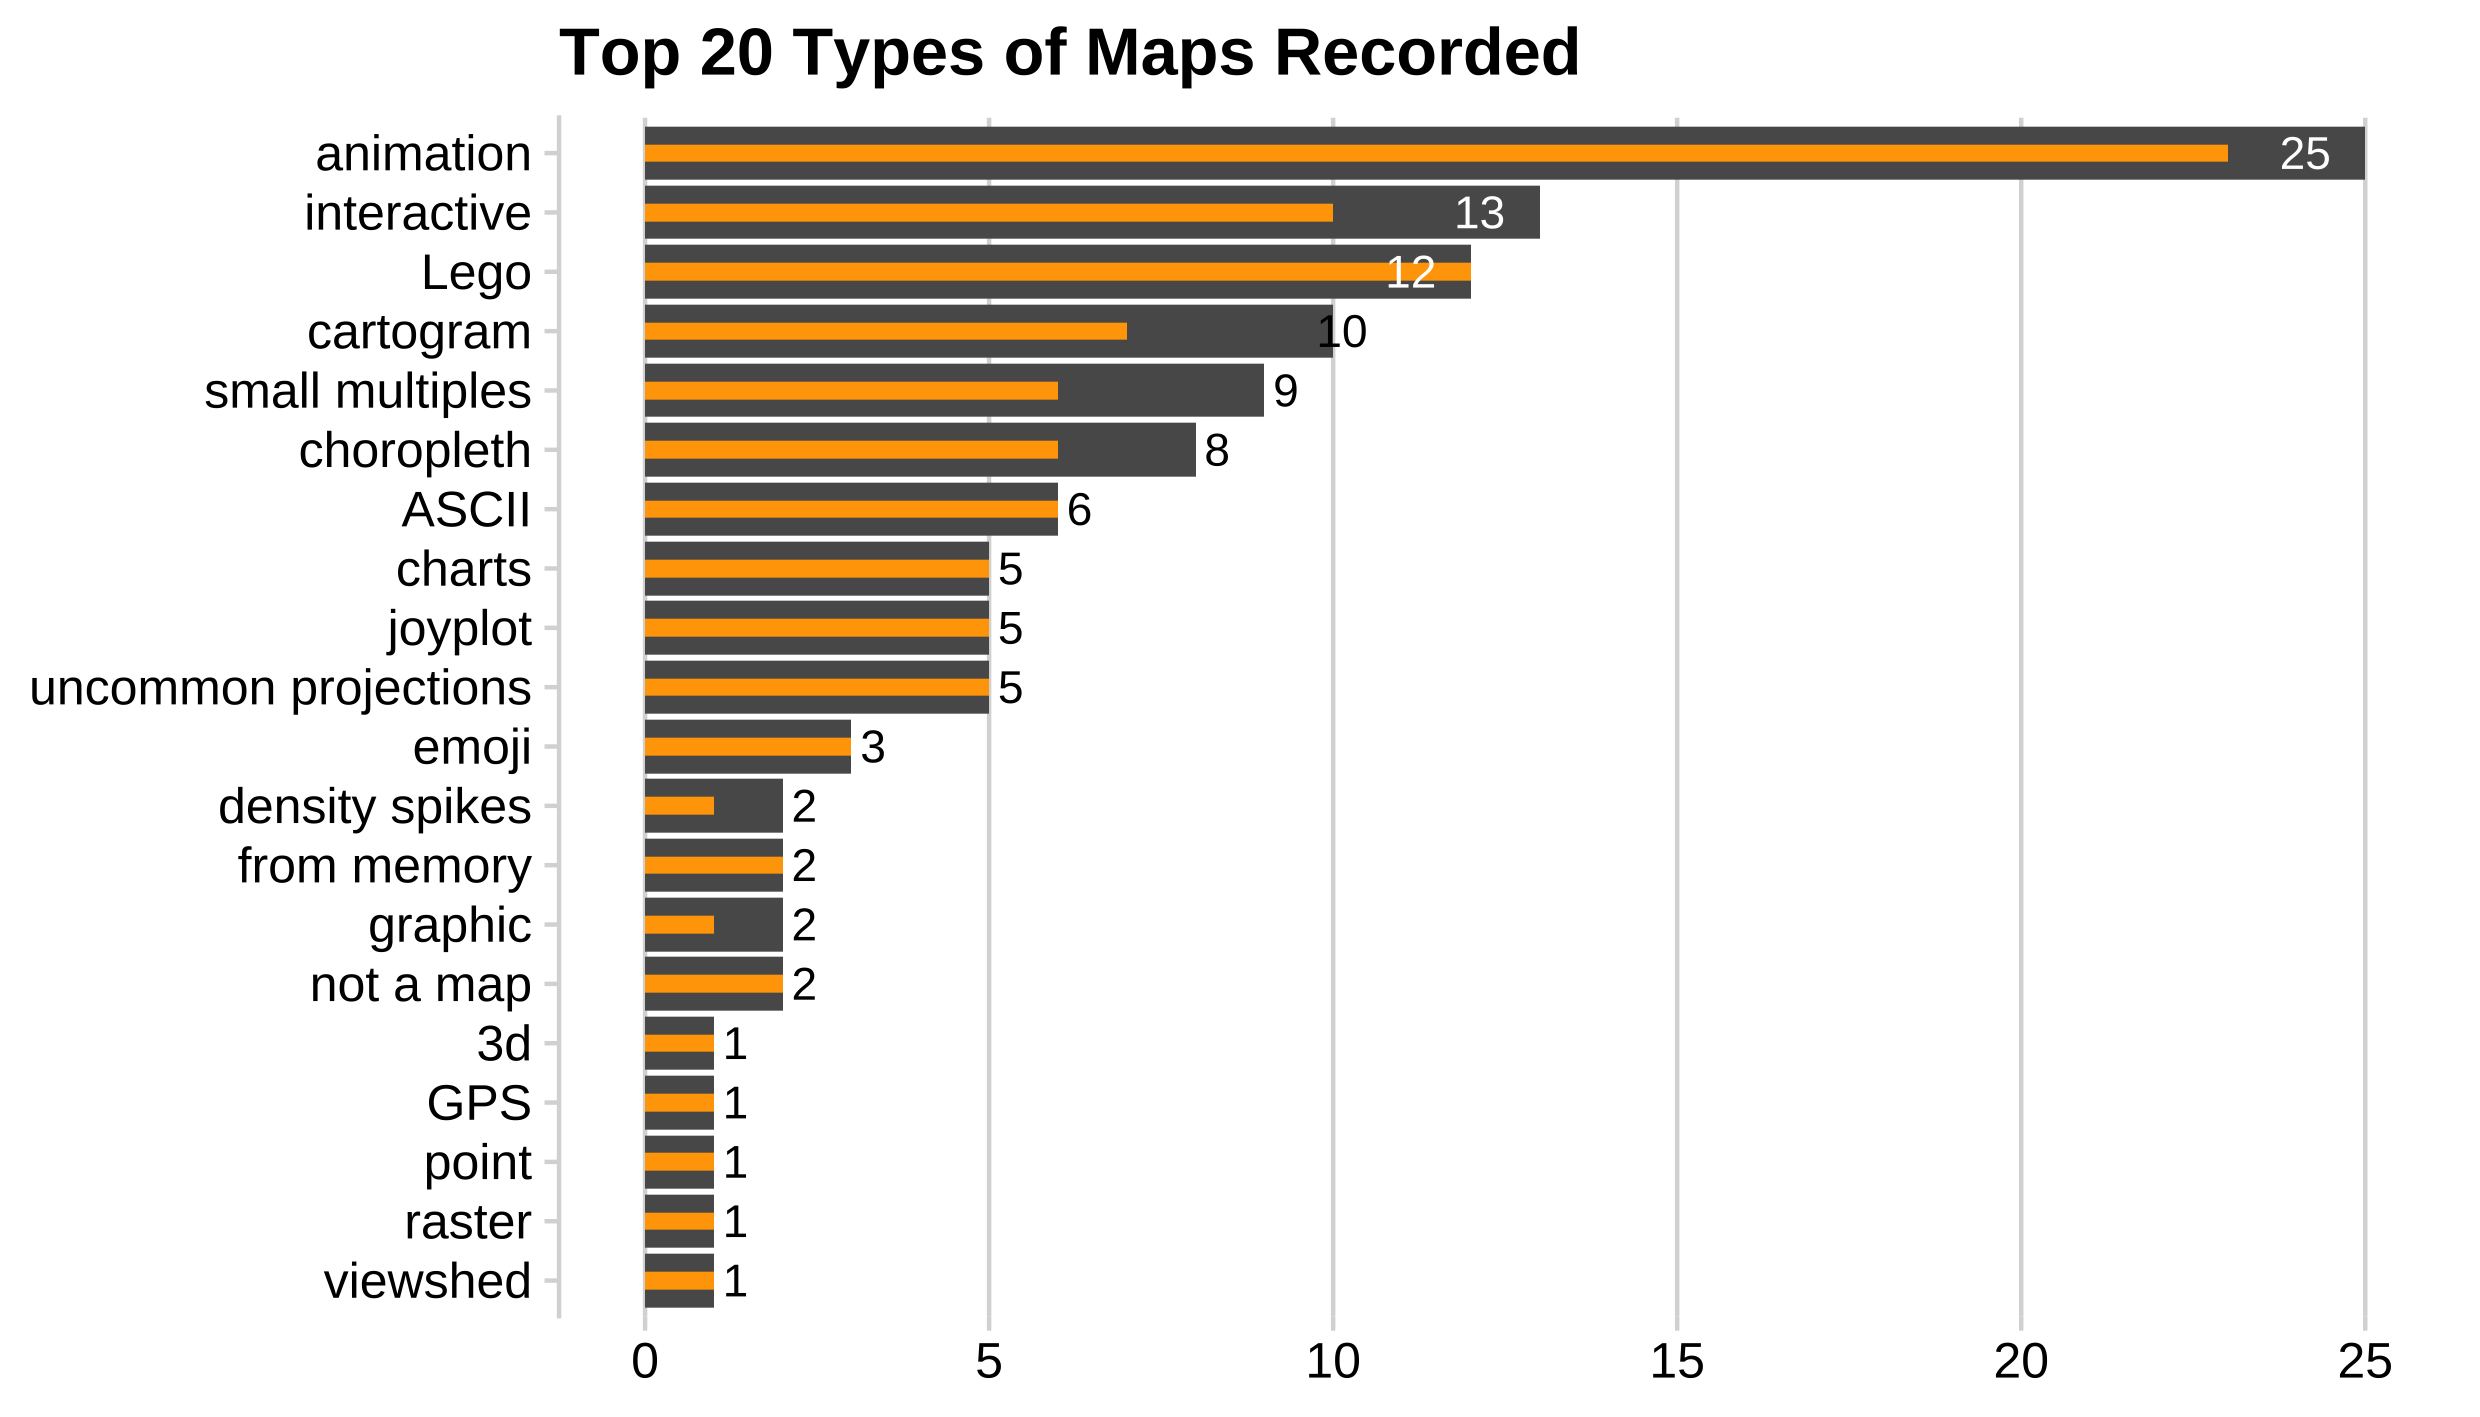 Top 20 Types of Maps Recorded
animation 25
interactive 13
Lego 12
cartogram 10
small multiples 9
choropleth 8
ASCII 6
charts 5
joyplot 5
uncommon projections 5
emoji 3
density spikes 2
from memory 2
graphic 2
not a map 2
3d 1
GPS 1
point 1
raster 1
viewshed 1
0 5 10 15 20 25